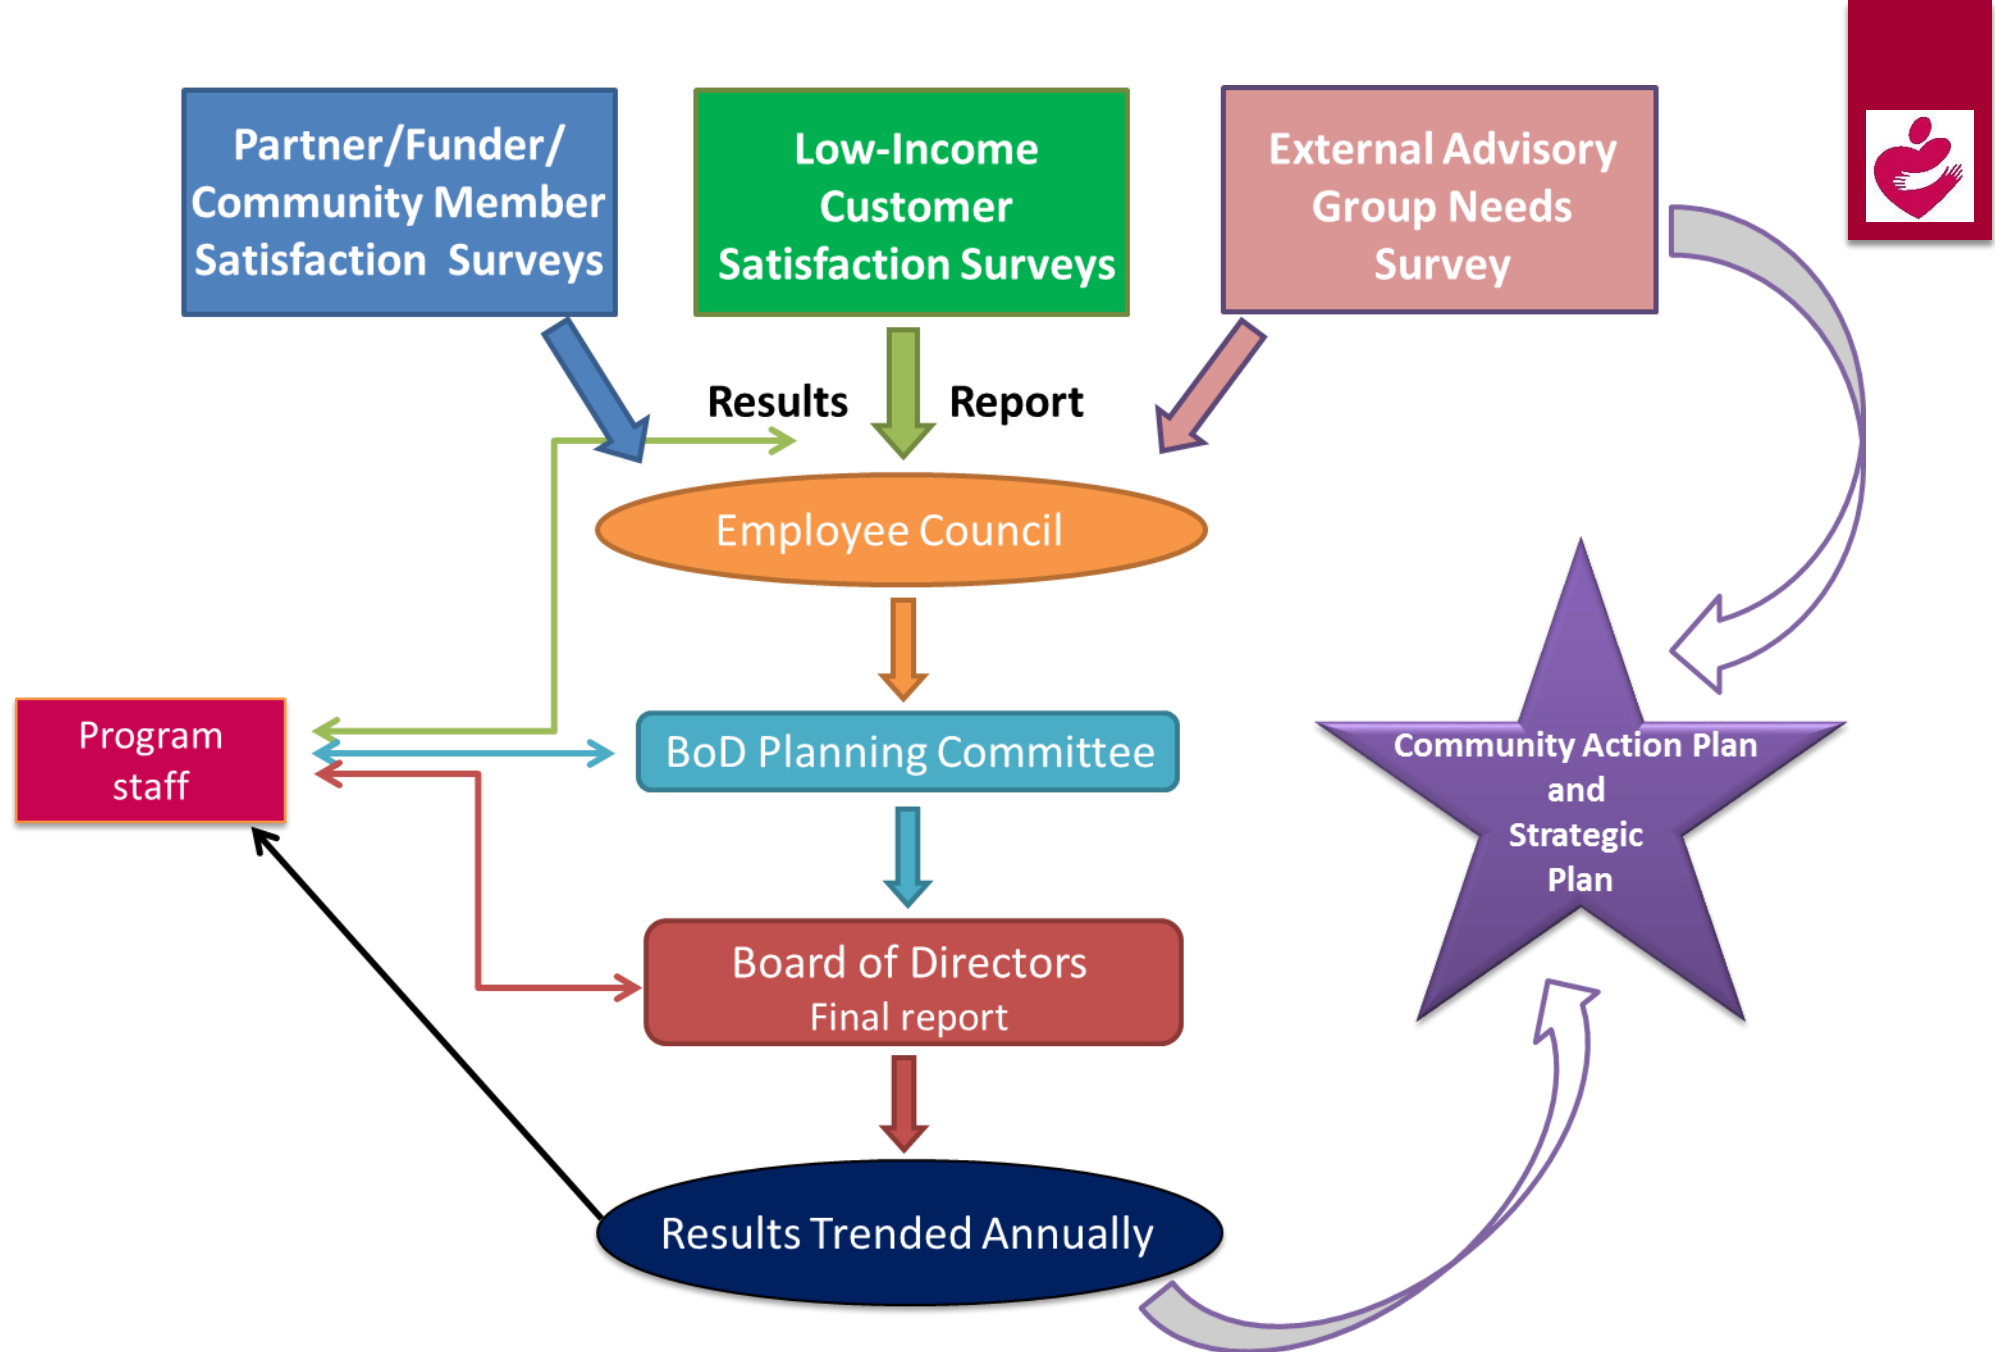 Partner/Funder/
Community Member
Satisfaction Surveys
Low-Income
Customer
Satisfaction Surveys
External Advisory
Group Needs
Survey
Results
Report
Employee Council
Program
staff
BoD Planning Committee
Community Action Plan
and
Strategic
Plan
Board of Directors
Final report
Results Trended Annually